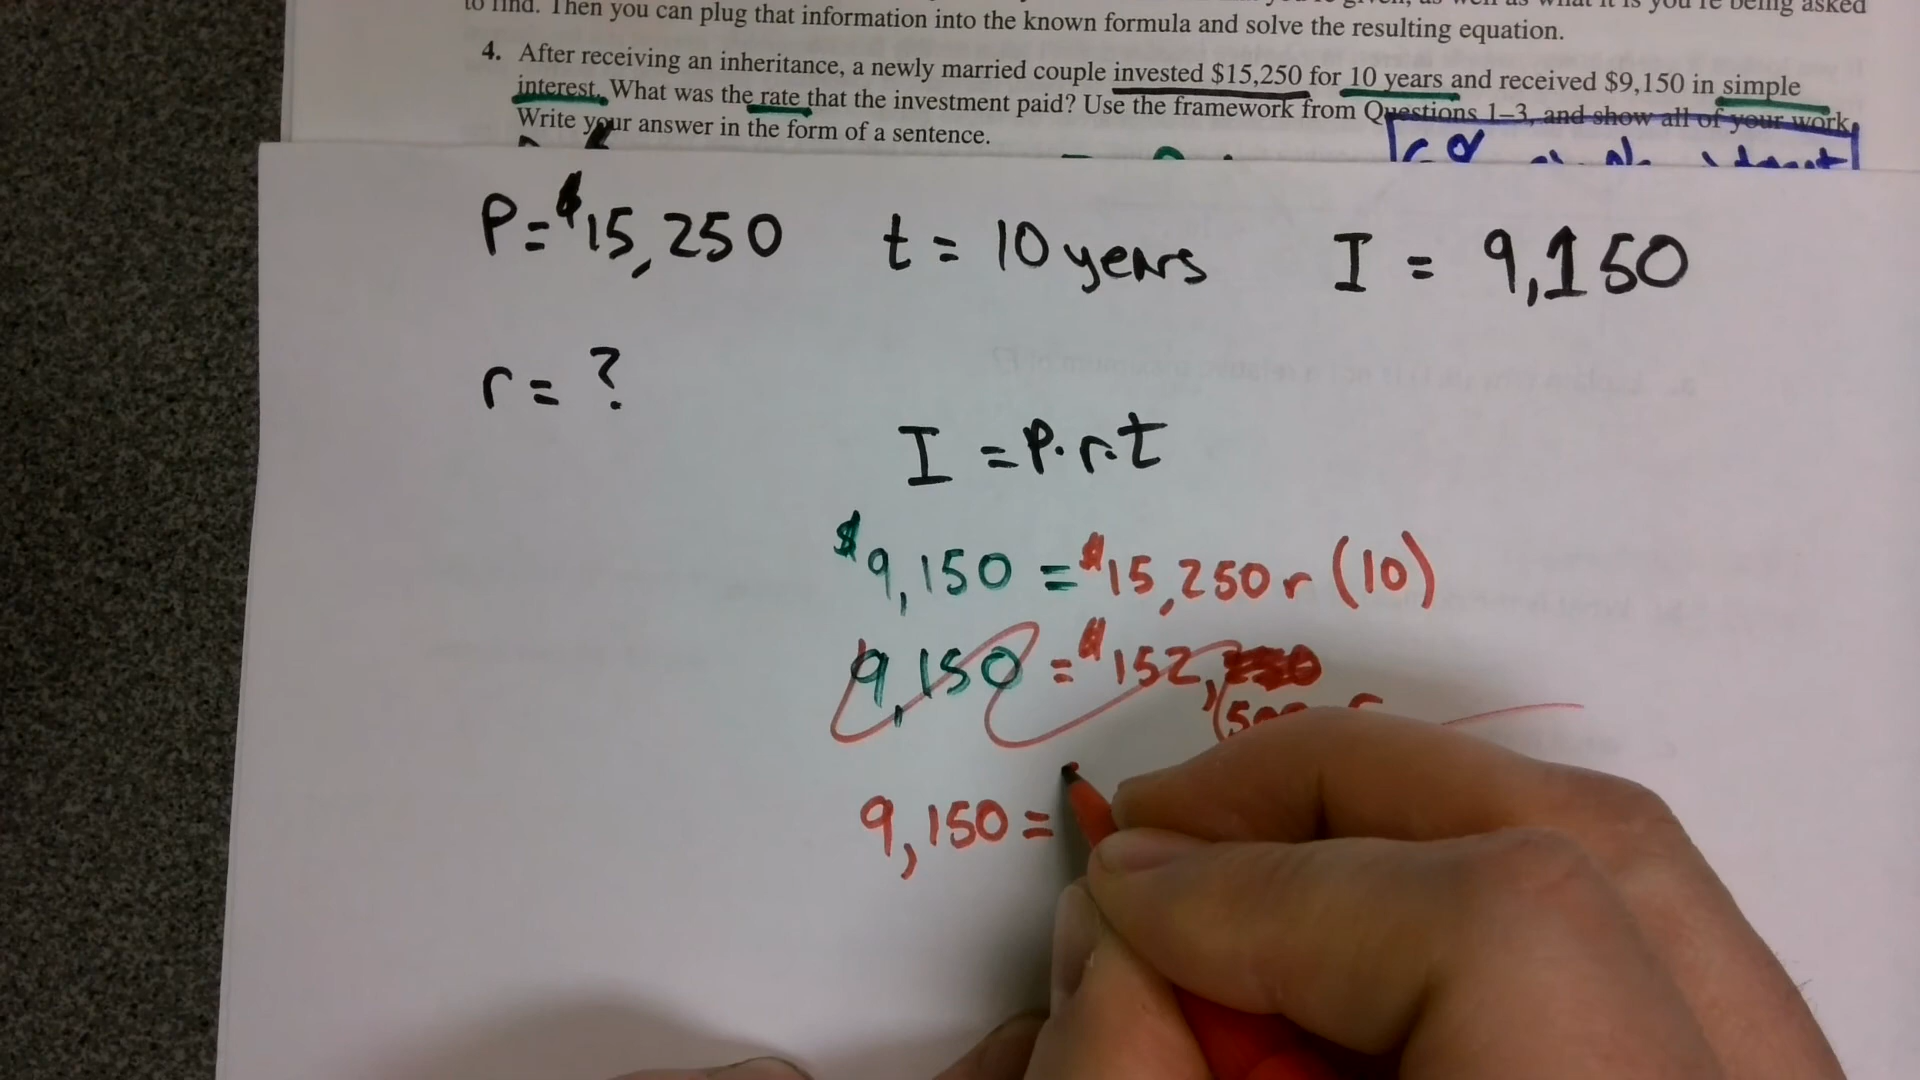 to find. Then you can plug that information into the known formula and solve the resulting equation.
4. After receiving an inheritance, a newly married couple invested $15,250 for 10 years and received $9,150 in simple
interest. What was the rate that the investment paid? Use the framework from Questions 1–3, and show all of your work.
Write your answer in the form of a sentence.
P=$15,250 t= 10 years I = 9,150
r= ?
I =P.r.t
$9,150 =$15,250r (10)
9,150 =$152,
9,150=